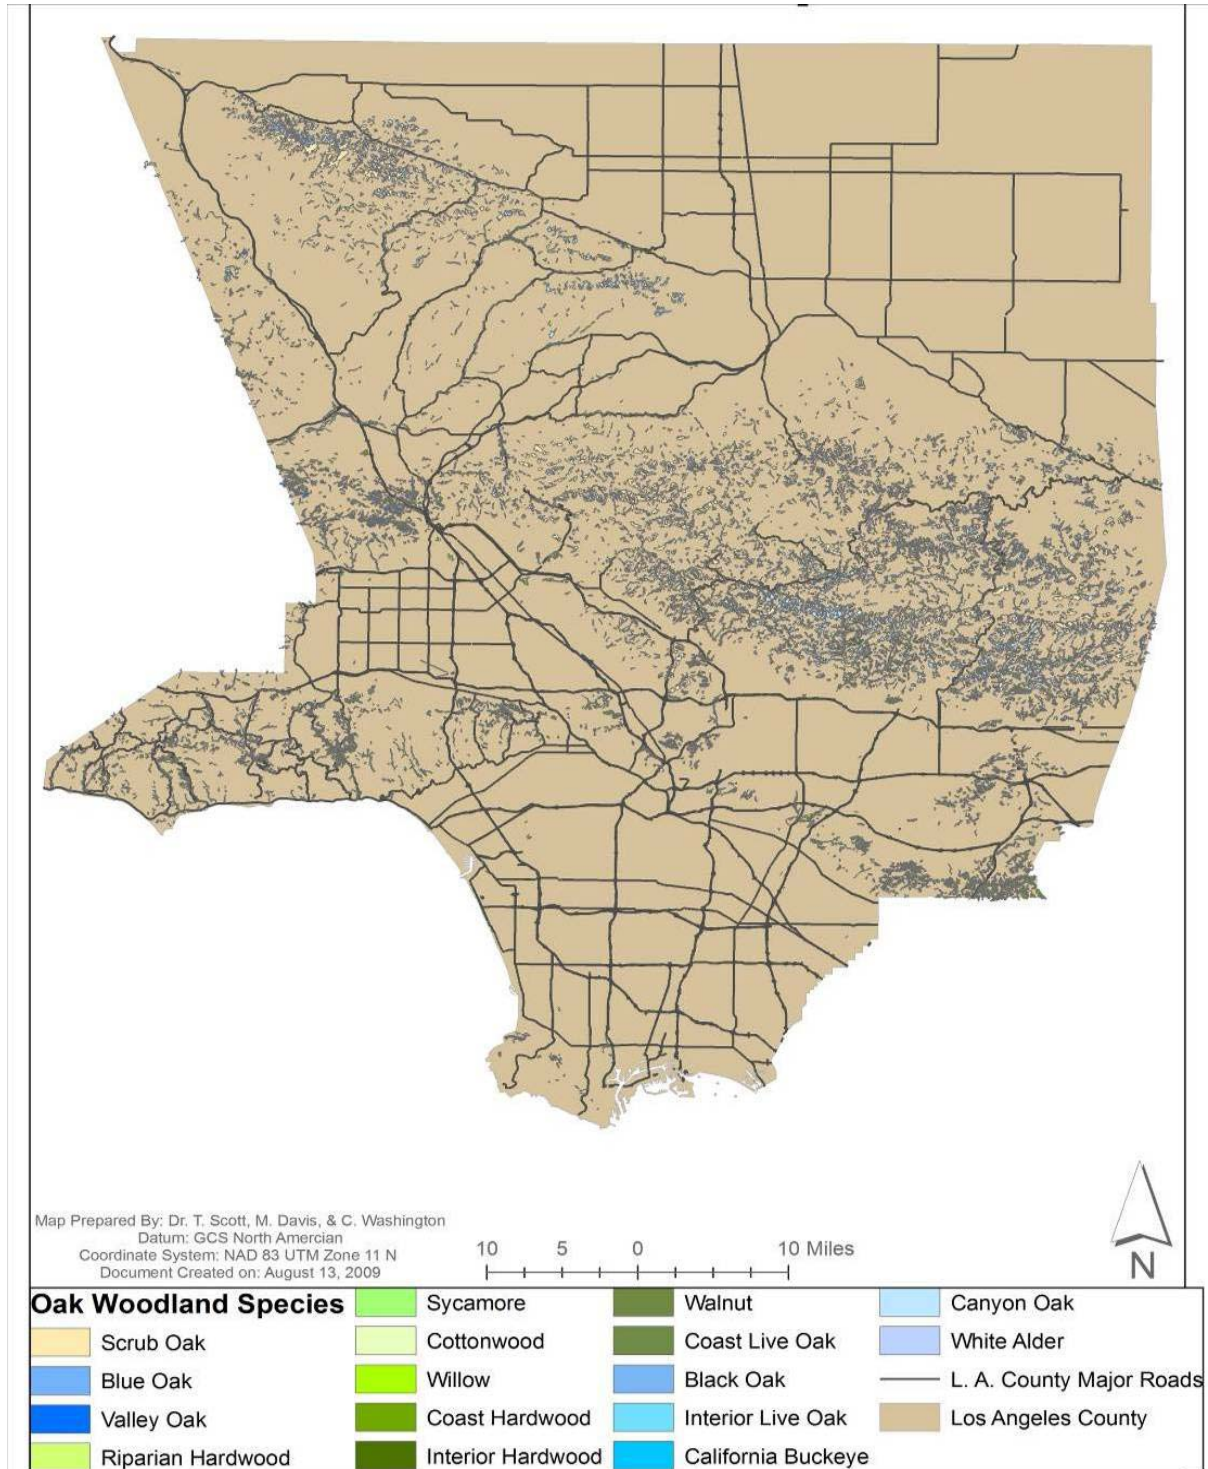 Map Prepared By: Dr. T. Scott, M. Davis, & C. Washington
Datum: GCS North Amercian
Coordinate System: NAD 83 UTM Zone 11 N
Document Created on: August 13, 2009
10 5 0 10 Miles
N
Oak Woodland Species
Scrub Oak
Blue Oak
Valley Oak
Riparian Hardwood
Sycamore
Cottonwood
Willow
Coast Hardwood
Interior Hardwood
Walnut
Coast Live Oak
Black Oak
Interior Live Oak
California Buckeye
Canyon Oak
White Alder
L. A. County Major Roads
Los Angeles County